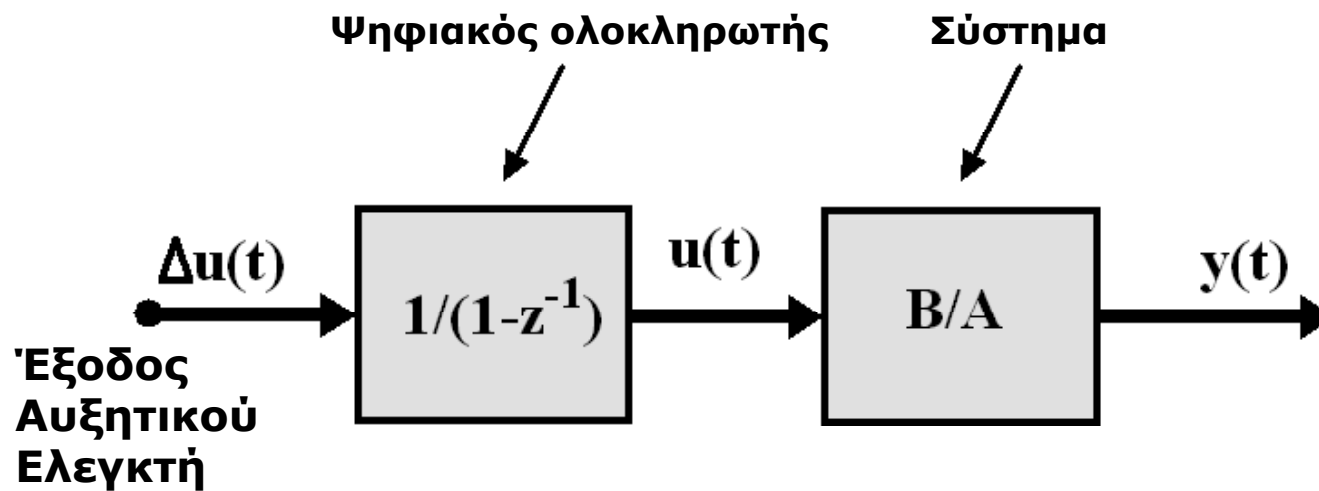 Ψηφιακός ολοκληρωτής
Σύστημα
Δu(t)
1/(1-z⁻¹)
u(t)
B/A
y(t)
Έξοδος
Αυξητικού
Ελεγκτή